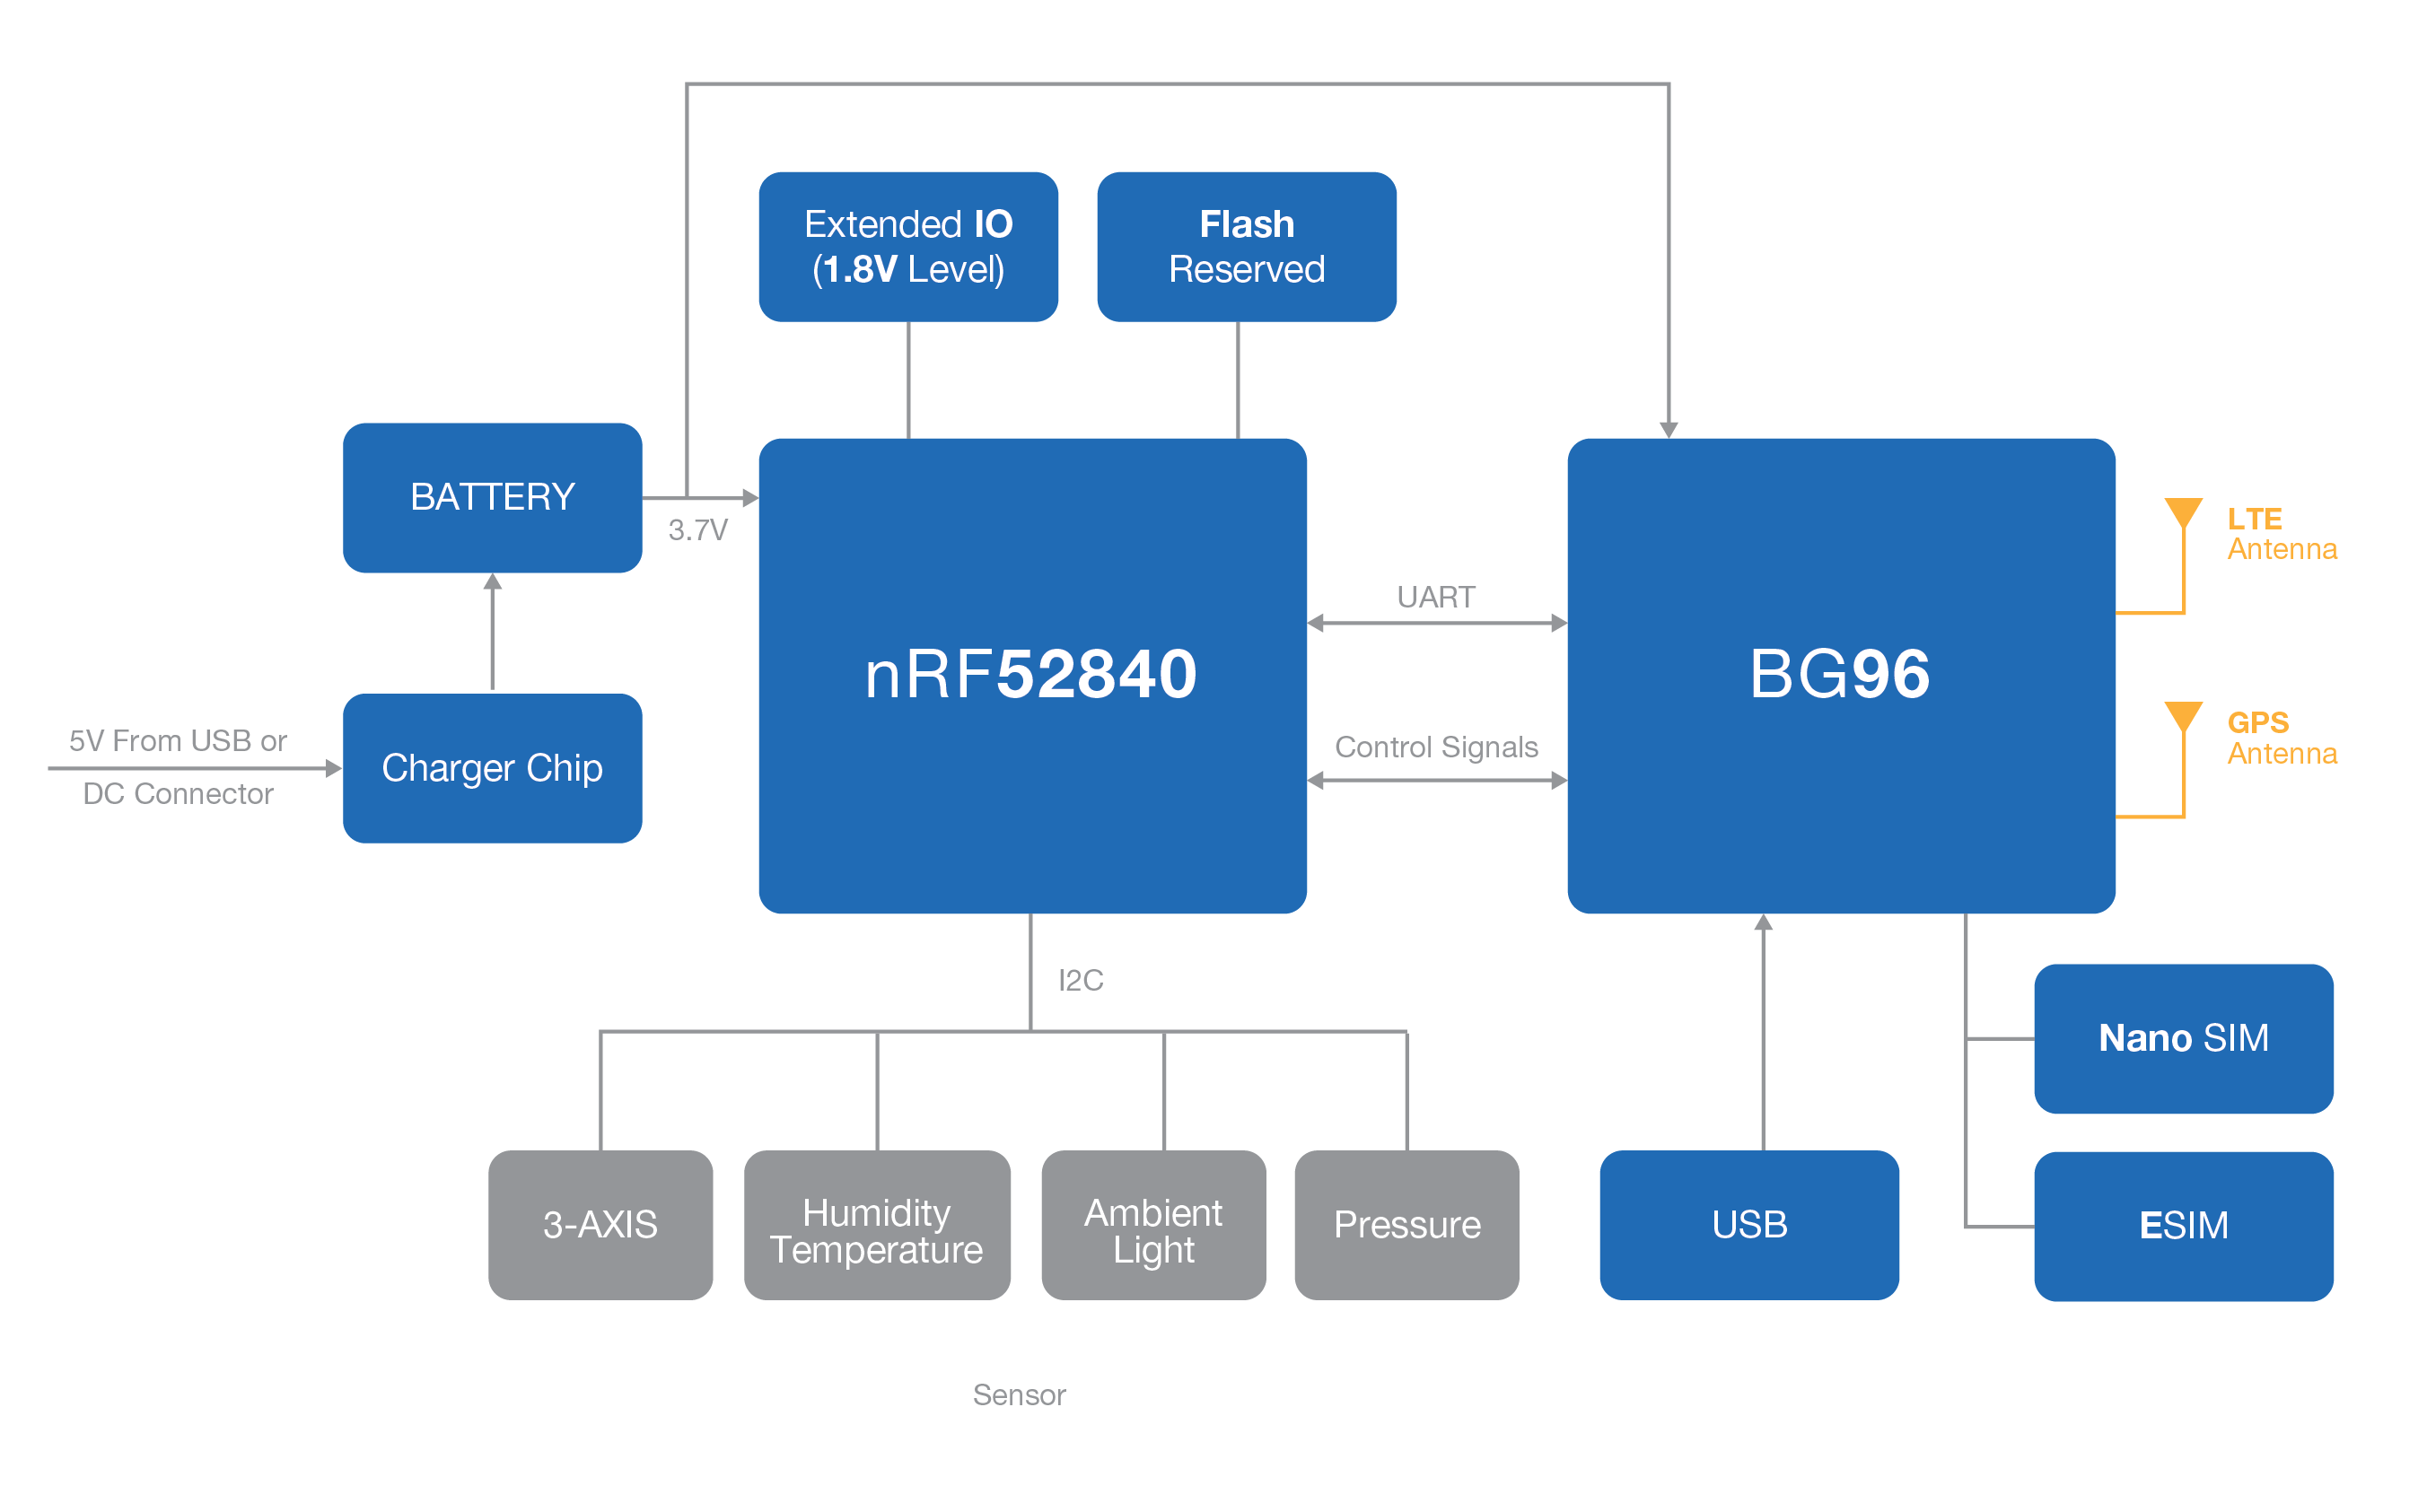 Extended IO
(1.8V Level)
Flash
Reserved
BATTERY
3.7V
LTE
Antenna
UART
nRF52840
BG96
GPS
Antenna
5V From USB or
DC Connector
Charger Chip
Control Signals
I2C
Nano SIM
3-AXIS
Humidity
Temperature
Ambient
Light
Pressure
USB
ESIM
Sensor